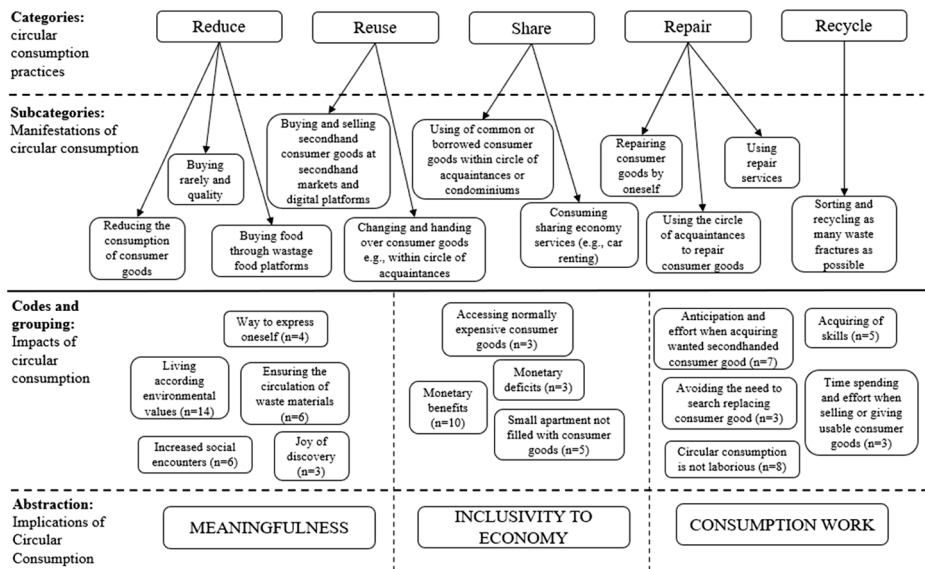 Categories:
circular
consumption
practices
Reduce
Reuse
Share
Repair
Recycle
Subcategories:
Manifestations of
circular consumption
Buying
rarely and
quality
Reducing the
consumption
of consumer
goods
Buying food
through wastage
food platforms
Buying and selling
secondhand
consumer goods at
secondhand
markets and
digital platforms
Changing and handing
over consumer goods
e.g., within circle of
acquaintances
Using of common or
borrowed consumer
goods within circle of
acquaintances or
condominiums
Consuming
sharing economy
services (e.g., car
renting)
Repairing
consumer
goods by
oneself
Using the circle
of acquaintances
to repair
consumer goods
Using
repair
services
Sorting and
recycling as
many waste
fractures as
possible
Codes and
grouping:
Impacts of
circular
consumption
Way to express
oneself (n=4)
Living
according
environmental
values (n=14)
Ensuring the
circulation of
waste materials
(n=6)
Increased social
encounters (n=6)
Joy of
discovery
(n=3)
Accessing normally
expensive consumer
goods (n=3)
Monetary
deficits (n=3)
Monetary
benefits
(n=10)
Small apartment not
filled with consumer
goods (n=5)
Anticipation and
effort when acquiring
wanted secondhanded
consumer good (n=7)
Acquiring of
skills (n=5)
Avoiding the need to
search replacing
consumer good (n=3)
Time spending
and effort when
selling or giving
usable consumer
goods (n=3)
Circular consumption
is not laborious (n=8)
Abstraction:
Implications of
Circular
Consumption
MEANINGFULNESS
INCLUSIVITY TO
ECONOMY
CONSUMPTION WORK